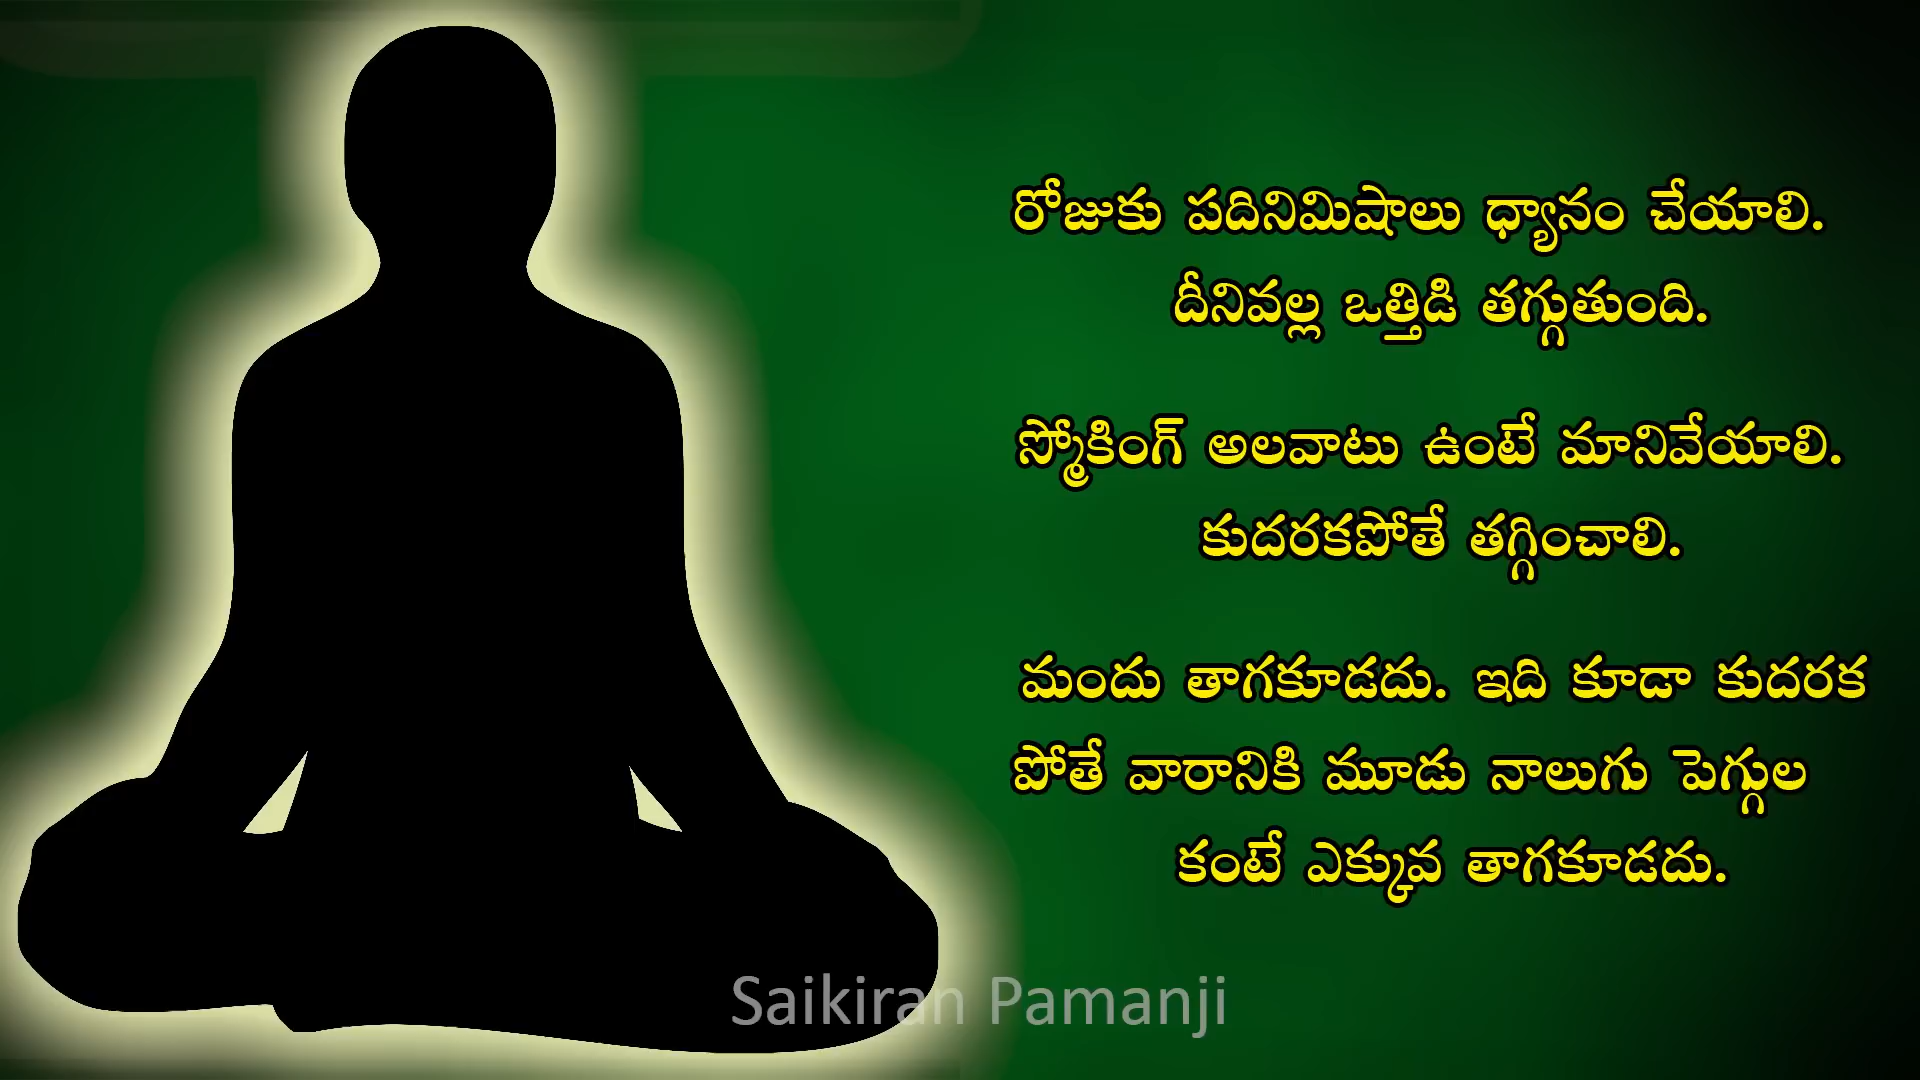 రోజుకు పదినిమిషాలు ధ్యానం చేయాలి.
దీనివల్ల ఒత్తిడి తగ్గుతుంది.
స్మోకింగ్ అలవాటు ఉంటే మానివేయాలి.
కుదరకపోతే తగ్గించాలి.
మందు తాగకూడదు. ఇది కూడా కుదరక
పోతే వారానికి మూడు నాలుగు పెగ్గుల
కంటే ఎక్కువ తాగకూడదు.
Saikiran Pamanji